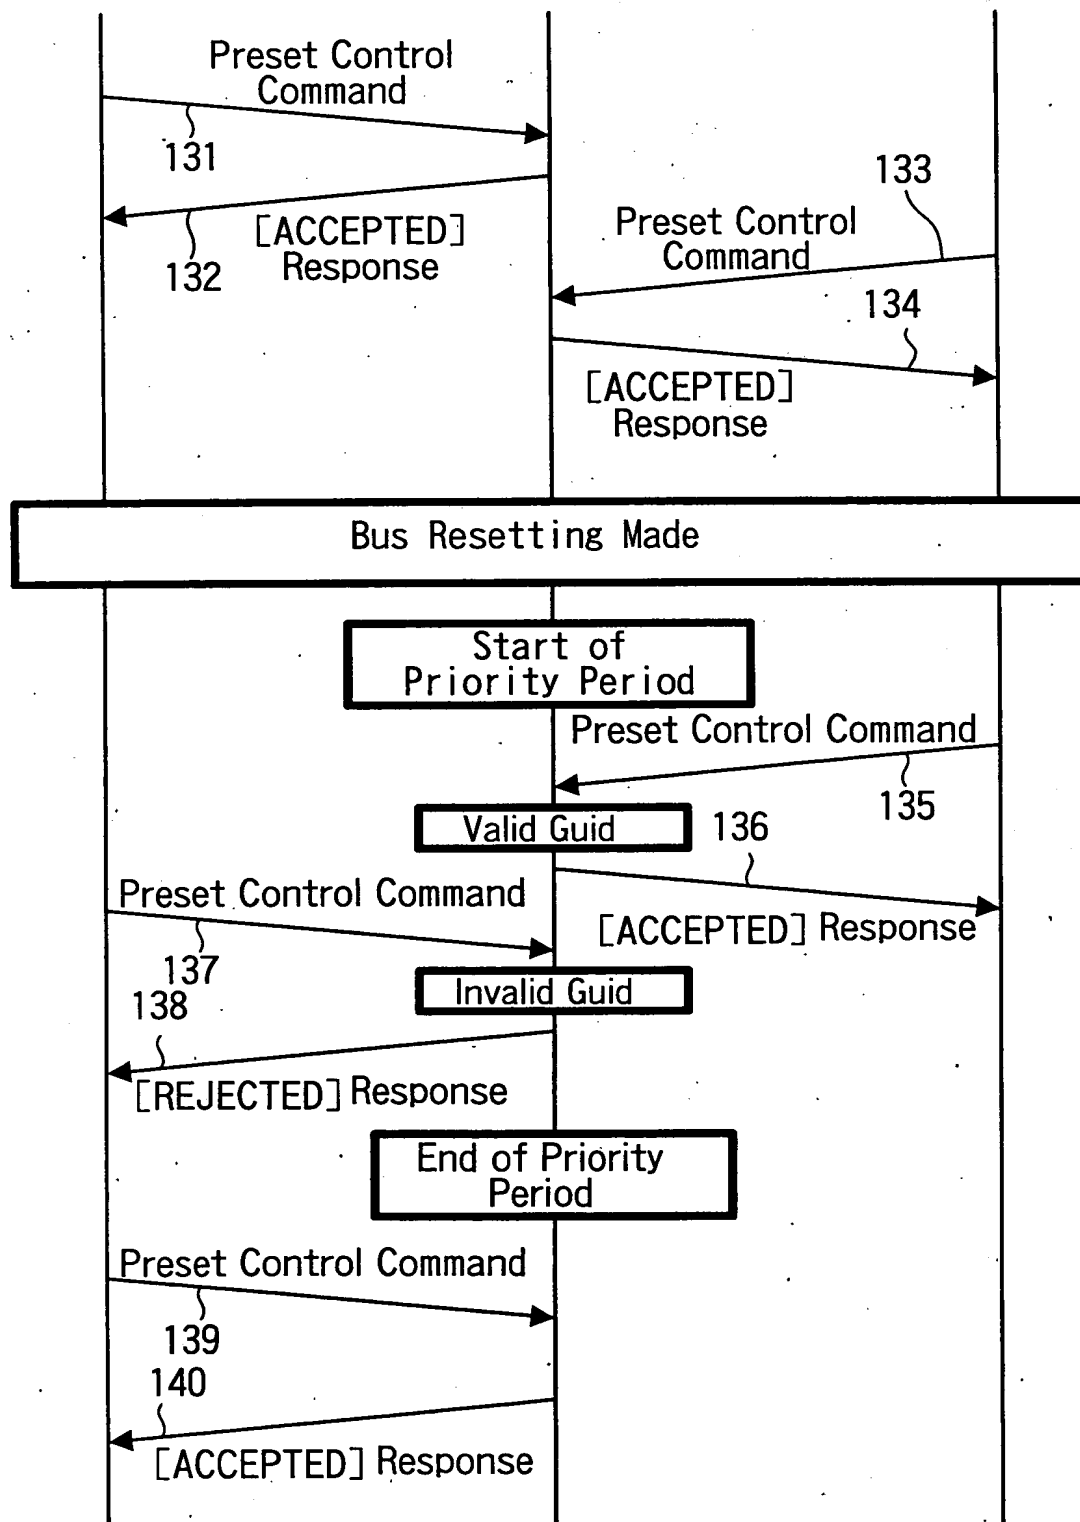 Preset Control
Command
131
133
[ACCEPTED]
Response
132
Preset Control
Command
134
[ACCEPTED]
Response
Bus Resetting Made
Start of
Priority Period
Preset Control Command
135
Valid Guid
136
Preset Control Command
[ACCEPTED] Response
137
Invalid Guid
138
[REJECTED] Response
End of Priority
Period
Preset Control Command
139
140
[ACCEPTED] Response